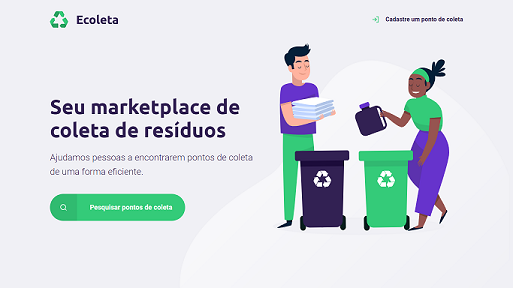 Ecoleta
Cadastre um ponto de coleta
Seu marketplace de
coleta de resíduos
Ajudamos pessoas a encontrarem pontos de coleta
de uma forma eficiente.
Pesquisar pontos de coleta